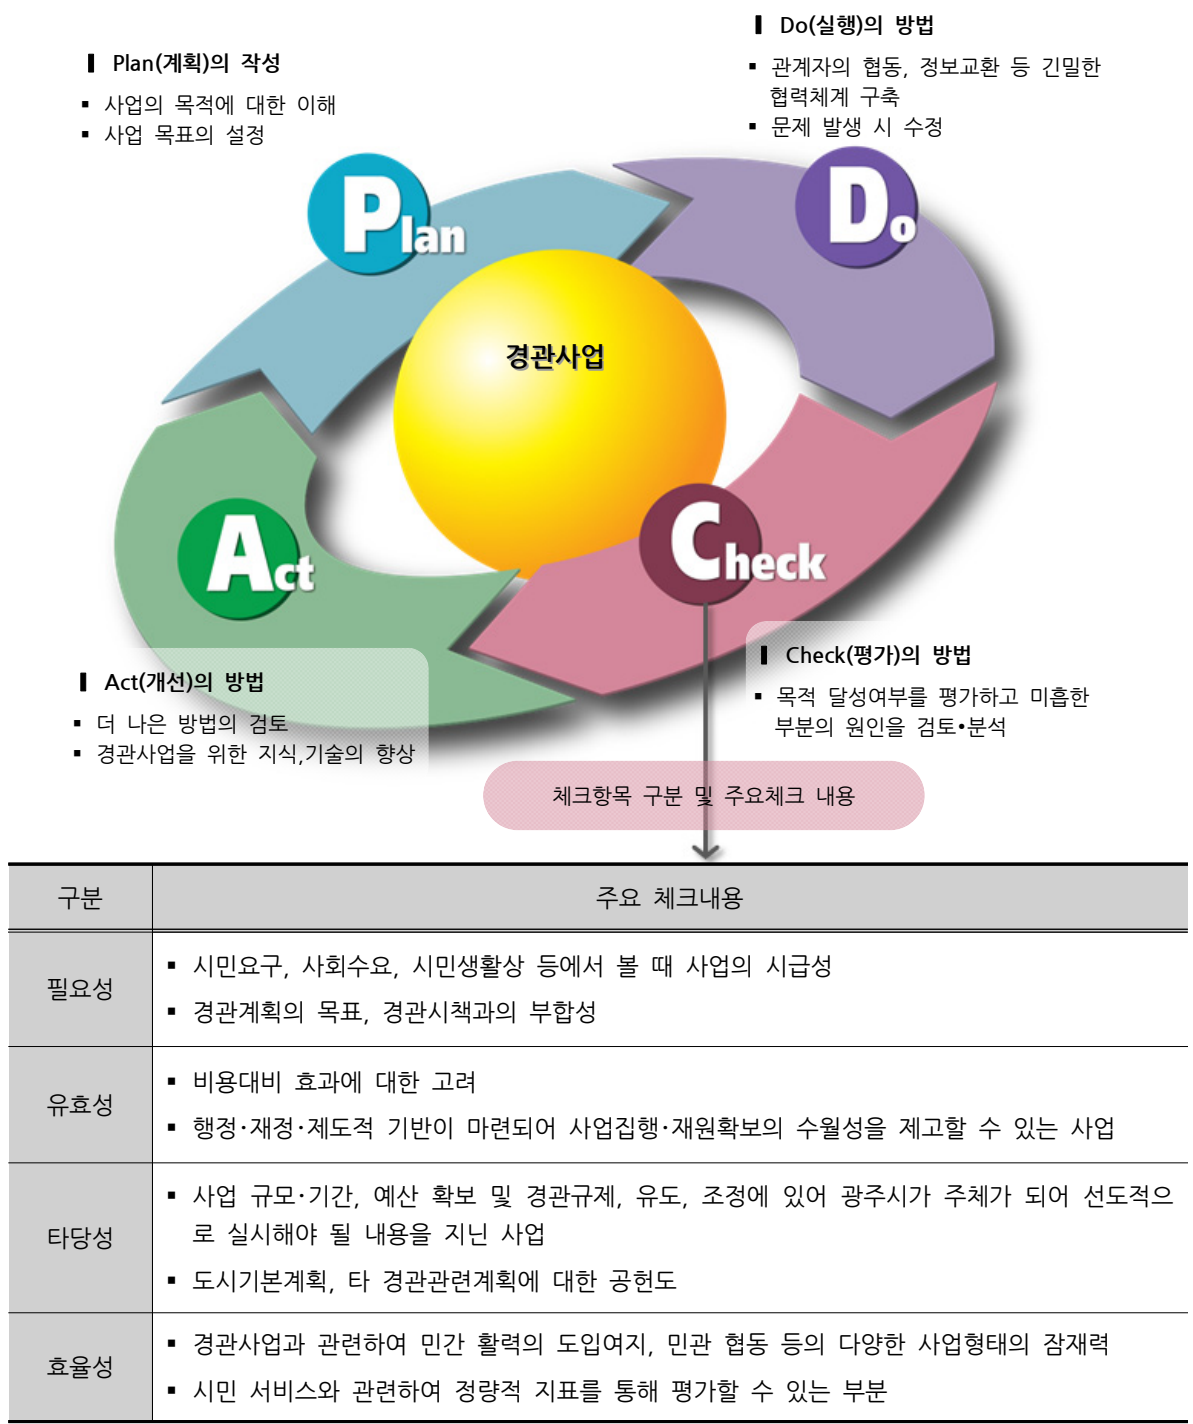 ▎ Plan(계획)의 작성
▪ 사업의 목적에 대한 이해
▪ 사업 목표의 설정
▎ Do(실행)의 방법
▪ 관계자의 협동, 정보교환 등 긴밀한
협력체계 구축
▪ 문제 발생 시 수정
Plan
Do
경관사업
Act
Check
▎ Act(개선)의 방법
▪ 더 나은 방법의 검토
▪ 경관사업을 위한 지식,기술의 향상
▎ Check(평가)의 방법
▪ 목적 달성여부를 평가하고 미흡한
부분의 원인을 검토•분석
체크항목 구분 및 주요체크 내용
구분 주요 체크내용
필요성
▪ 시민요구, 사회수요, 시민생활상 등에서 볼 때 사업의 시급성
▪ 경관계획의 목표, 경관시책과의 부합성
유효성
▪ 비용대비 효과에 대한 고려
▪ 행정·재정·제도적 기반이 마련되어 사업집행·재원확보의 수월성을 제고할 수 있는 사업
타당성
▪ 사업 규모·기간, 예산 확보 및 경관규제, 유도, 조정에 있어 광주시가 주체가 되어 선도적으
로 실시해야 될 내용을 지닌 사업
▪ 도시기본계획, 타 경관관련계획에 대한 공헌도
효율성
▪ 경관사업과 관련하여 민간 활력의 도입여지, 민관 협동 등의 다양한 사업형태의 잠재력
▪ 시민 서비스와 관련하여 정량적 지표를 통해 평가할 수 있는 부분